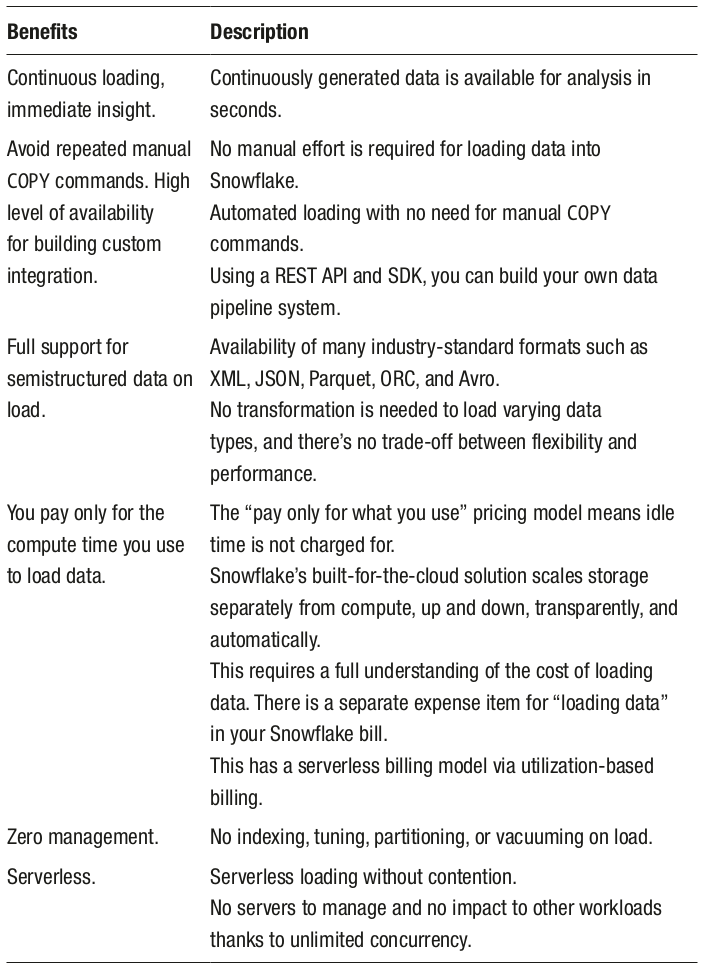 Benefits Description
Continuous loading, Continuously generated data is available for analysis in
immediate insight. seconds.
Avoid repeated manual No manual effort is required for loading data into
COPY commands. High Snowflake.
level of availability Automated loading with no need for manual COPY
for building custom commands.
integration. Using a REST API and SDK, you can build your own data
pipeline system.
Full support for Availability of many industry-standard formats such as
semistructured data on XML, JSON, Parquet, ORC, and Avro.
load. No transformation is needed to load varying data
types, and there's no trade-off between flexibility and
performance.
You pay only for the The “pay only for what you use” pricing model means idle
compute time you use time is not charged for.
to load data. Snowflake's built-for-the-cloud solution scales storage
separately from compute, up and down, transparently, and
automatically.
This requires a full understanding of the cost of loading
data. There is a separate expense item for “loading data”
in your Snowflake bill.
This has a serverless billing model via utilization-based
billing.
Zero management. No indexing, tuning, partitioning, or vacuuming on load.
Serverless. Serverless loading without contention.
No servers to manage and no impact to other workloads
thanks to unlimited concurrency.